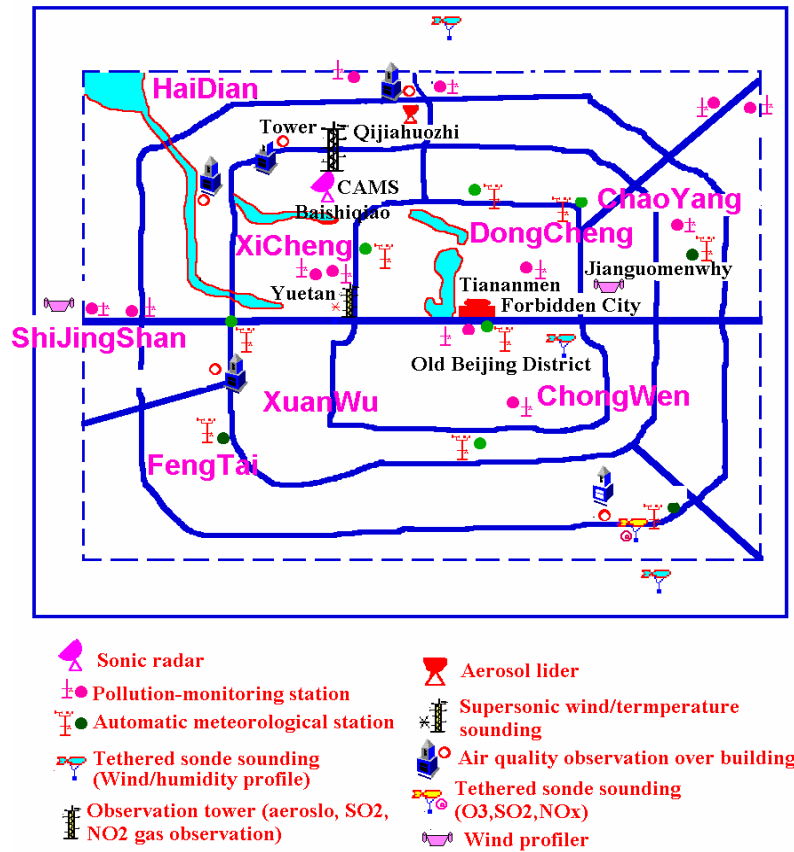 HaiDian
Tower
Qijiahuozhi
CAMS
Baishiqiao
ChaoYang
XiCheng
DongCheng
Jianguomenwhy
Yuetan
Tiananmen
Forbidden City
ShiJingShan
Old Beijing District
XuanWu
ChongWen
FengTai
Sonic radar
Pollution-monitoring station
Automatic meteorological station
Tethered sonde sounding
(Wind/humidity profile)
Observation tower (aeroslo, SO2,
NO2 gas observation)
Aerosol lider
Supersonic wind/termperature
sounding
Air quality observation over building
Tethered sonde sounding
(O3,SO2,NOx)
Wind profiler